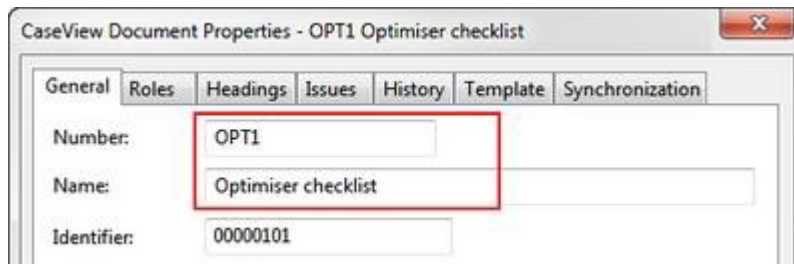 CaseView Document Properties - OPT1 Optimiser checklist
General Roles Headings Issues History Template Synchronization
Number: OPT1
Name: Optimiser checklist
Identifier: 00000101